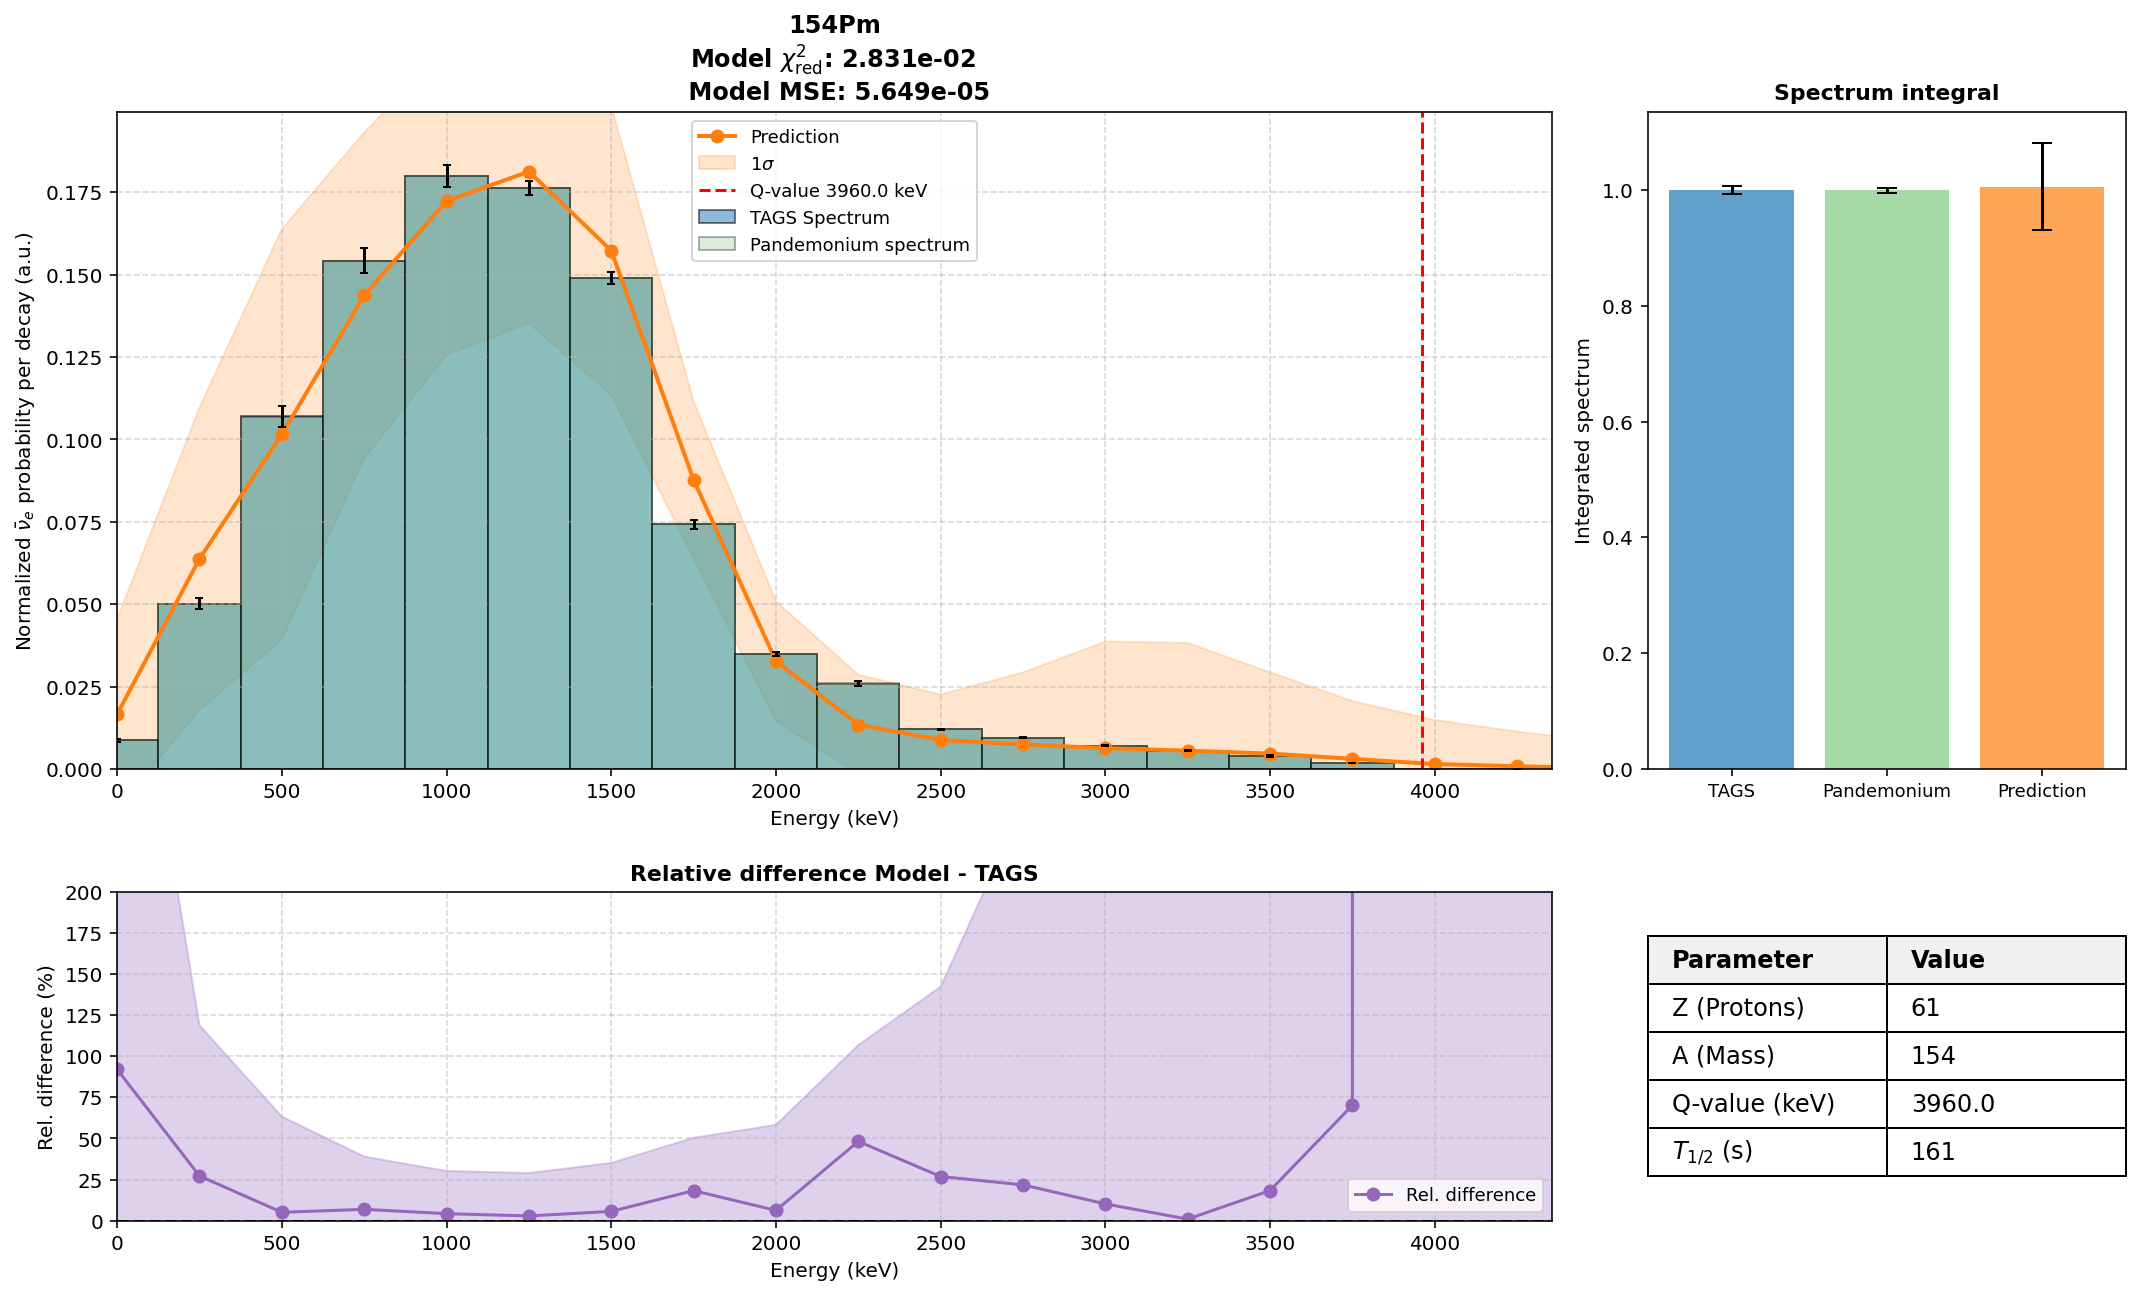 154Pm
Model χ²red: 2.831e-02
Model MSE: 5.649e-05
Normalized ν̄e probability per decay (a.u.)
0.175
0.150
0.125
0.100
0.075
0.050
0.025
0.000
Prediction
1σ
Q-value 3960.0 keV
TAGS Spectrum
Pandemonium spectrum
0 500 1000 1500 2000 2500 3000 3500 4000
Energy (keV)
Spectrum integral
Integrated spectrum
1.0
0.8
0.6
0.4
0.2
0.0
TAGS Pandemonium Prediction
Relative difference Model - TAGS
Rel. difference (%)
200
175
150
125
100
75
50
25
0
Rel. difference
0 500 1000 1500 2000 2500 3000 3500 4000
Energy (keV)
Parameter Value
Z (Protons) 61
A (Mass) 154
Q-value (keV) 3960.0
T1/2 (s) 161